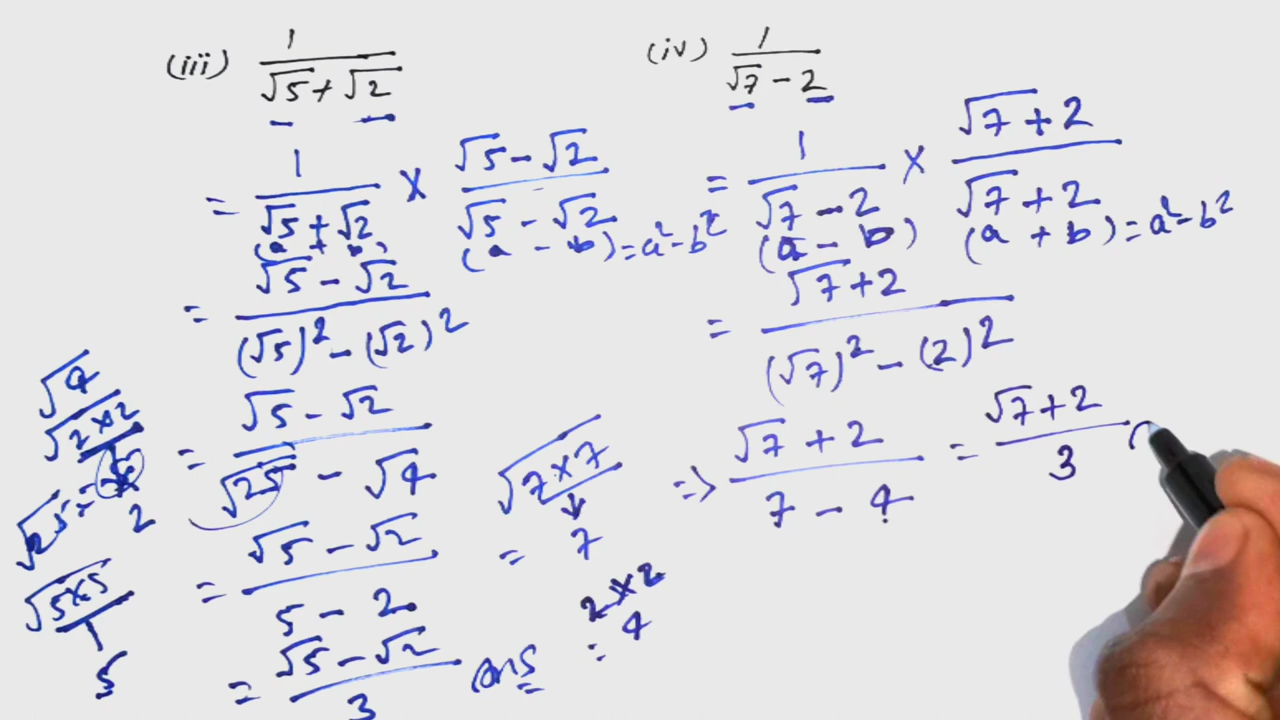 (iii) 1/(√5 + √2)
= 1/(√5 + √2) × (√5 - √2)/(√5 - √2)
(a + b) (a - b) = a² - b²
= (√5 - √2)/((√5)² - (√2)²)
= (√5 - √2)/(√25 - √4)
= (√5 - √2)/(5 - 2)
= (√5 - √2)/3 ans
√4
√2×2
2
√25 =
√5×5
5
(iv) 1/(√7 - 2)
= 1/(√7 - 2) × (√7 + 2)/(√7 + 2)
(a - b) (a + b) = a² - b²
= (√7 + 2)/((√7)² - (2)²)
=> (√7 + 2)/(7 - 4) = (√7 + 2)/3
√7×7
= 7
2×2
= 4